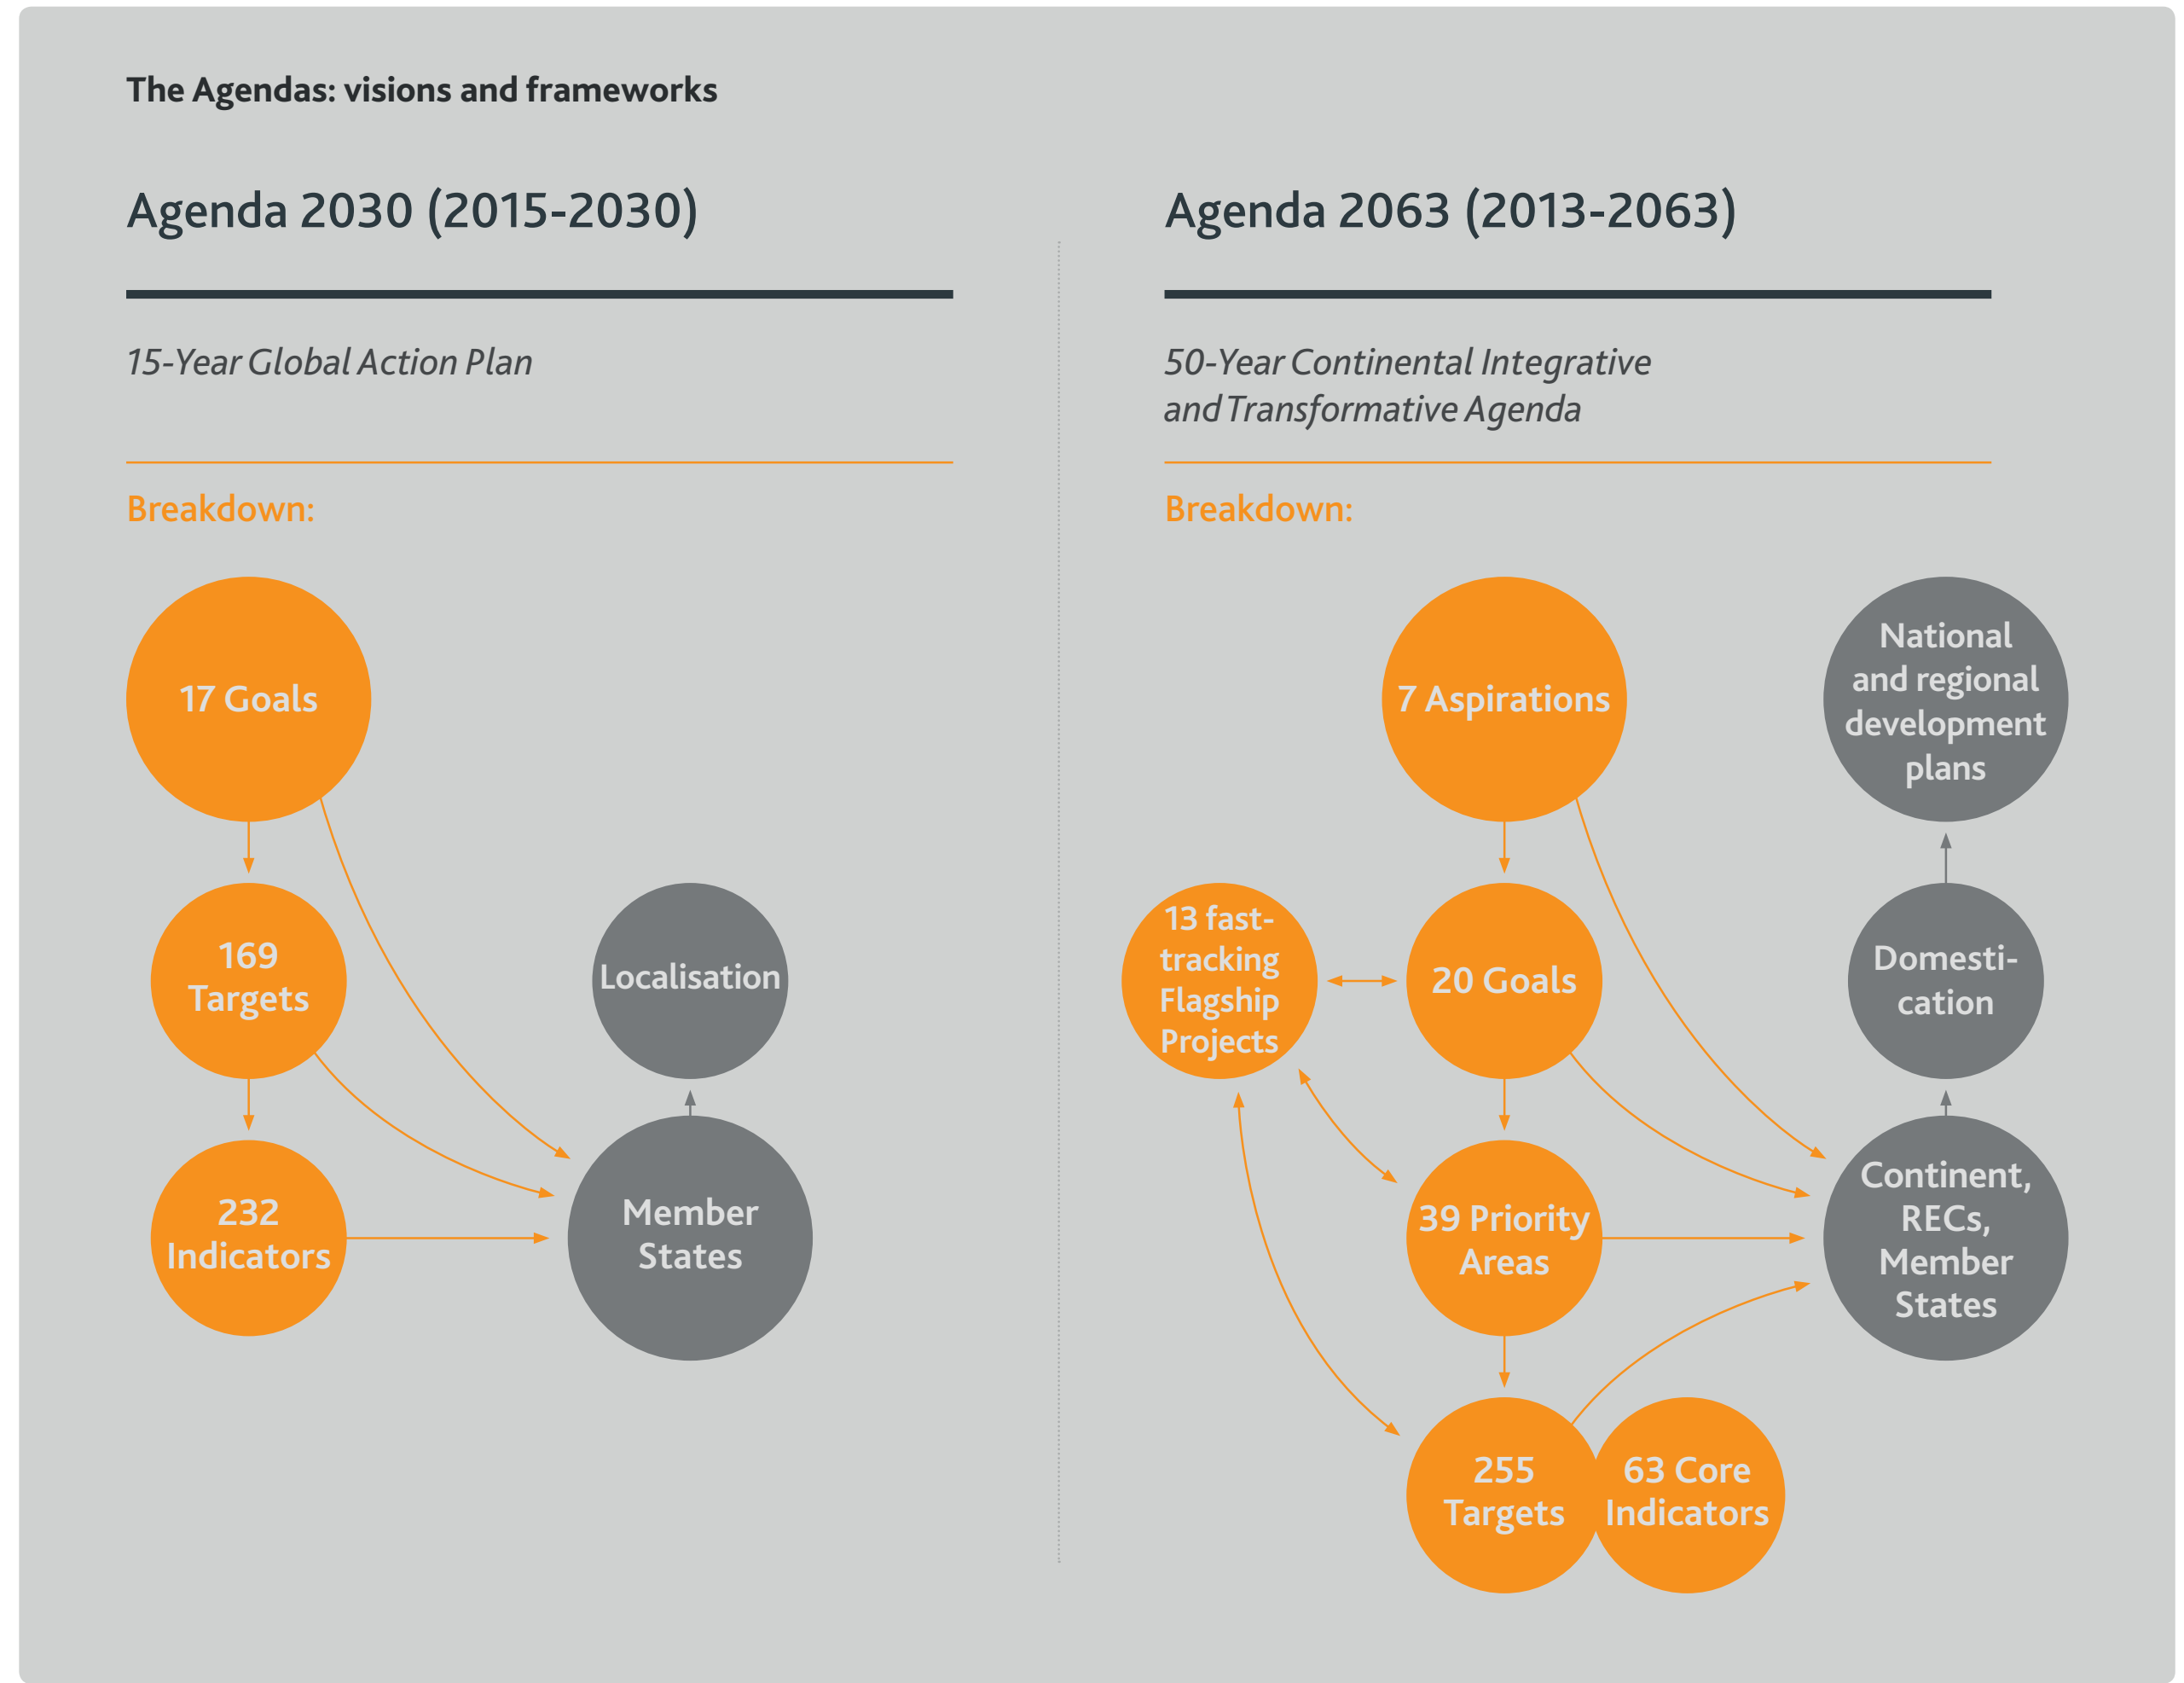 The Agendas: visions and frameworks
Agenda 2030 (2015-2030)
15-Year Global Action Plan
Breakdown:
17 Goals
169
Targets
232
Indicators
Localisation
Member
States
Agenda 2063 (2013-2063)
50-Year Continental Integrative
and Transformative Agenda
Breakdown:
7 Aspirations
13 fast-
tracking
Flagship
Projects
20 Goals
39 Priority
Areas
255
Targets
63 Core
Indicators
National
and regional
development
plans
Domesti-
cation
Continent,
RECs,
Member
States